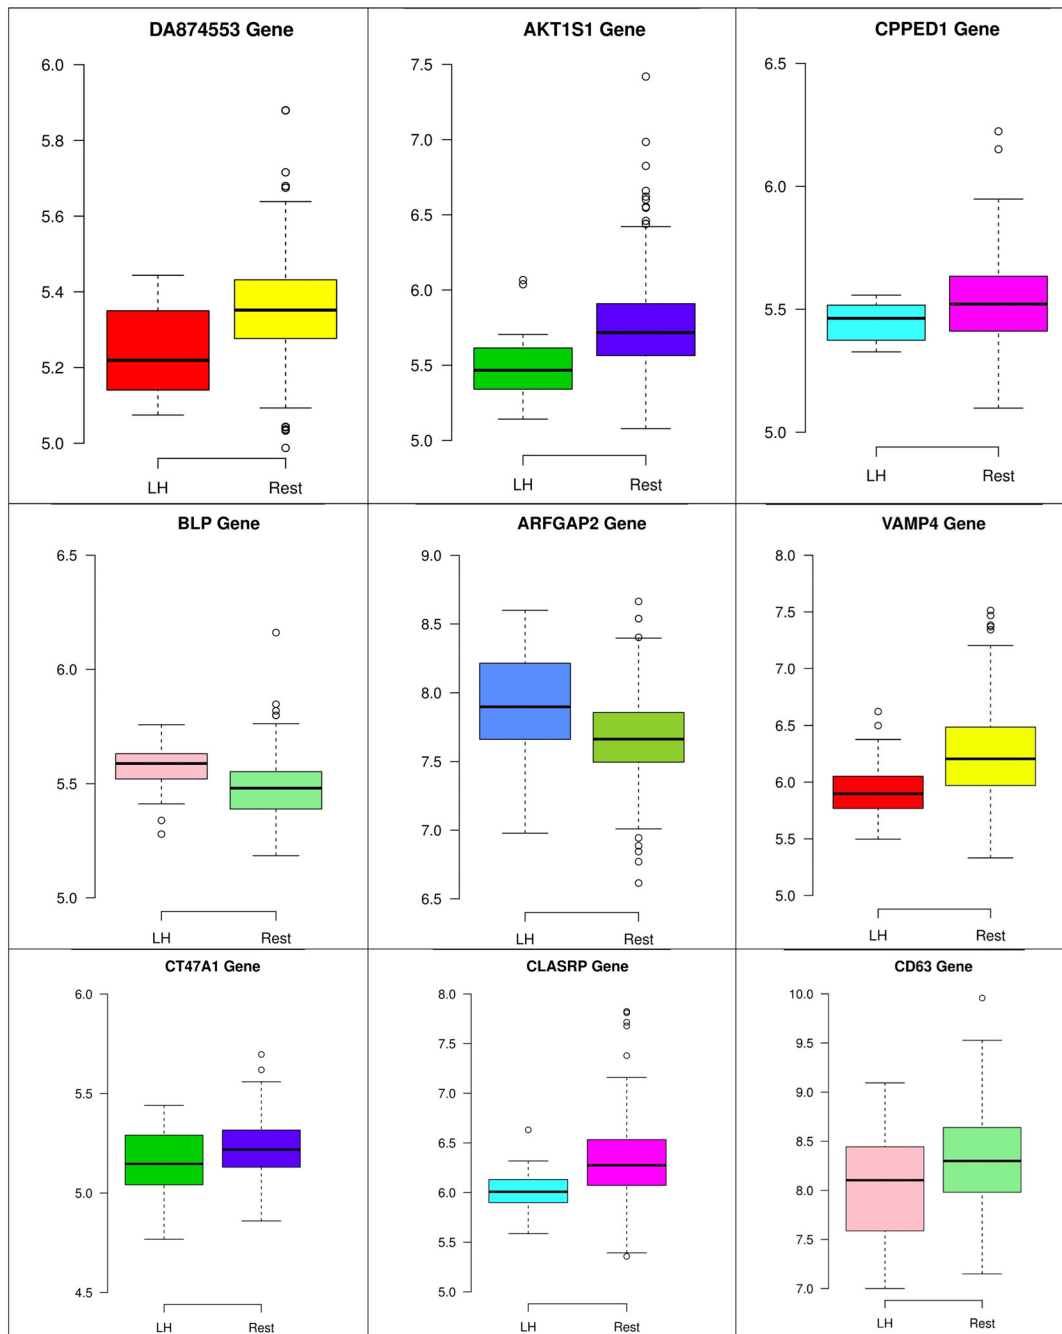 DA874553 Gene
6.0
5.8
5.6
5.4
5.2
5.0
LH Rest
AKT1S1 Gene
7.5
7.0
6.5
6.0
5.5
5.0
LH Rest
CPPED1 Gene
6.5
6.0
5.5
5.0
LH Rest
BLP Gene
6.5
6.0
5.5
5.0
LH Rest
ARFGAP2 Gene
9.0
8.5
8.0
7.5
7.0
6.5
LH Rest
VAMP4 Gene
8.0
7.5
7.0
6.5
6.0
5.5
5.0
LH Rest
CT47A1 Gene
6.0
5.5
5.0
4.5
LH Rest
CLASRP Gene
8.0
7.5
7.0
6.5
6.0
5.5
5.0
LH Rest
CD63 Gene
10.0
9.5
9.0
8.5
8.0
7.5
7.0
LH Rest